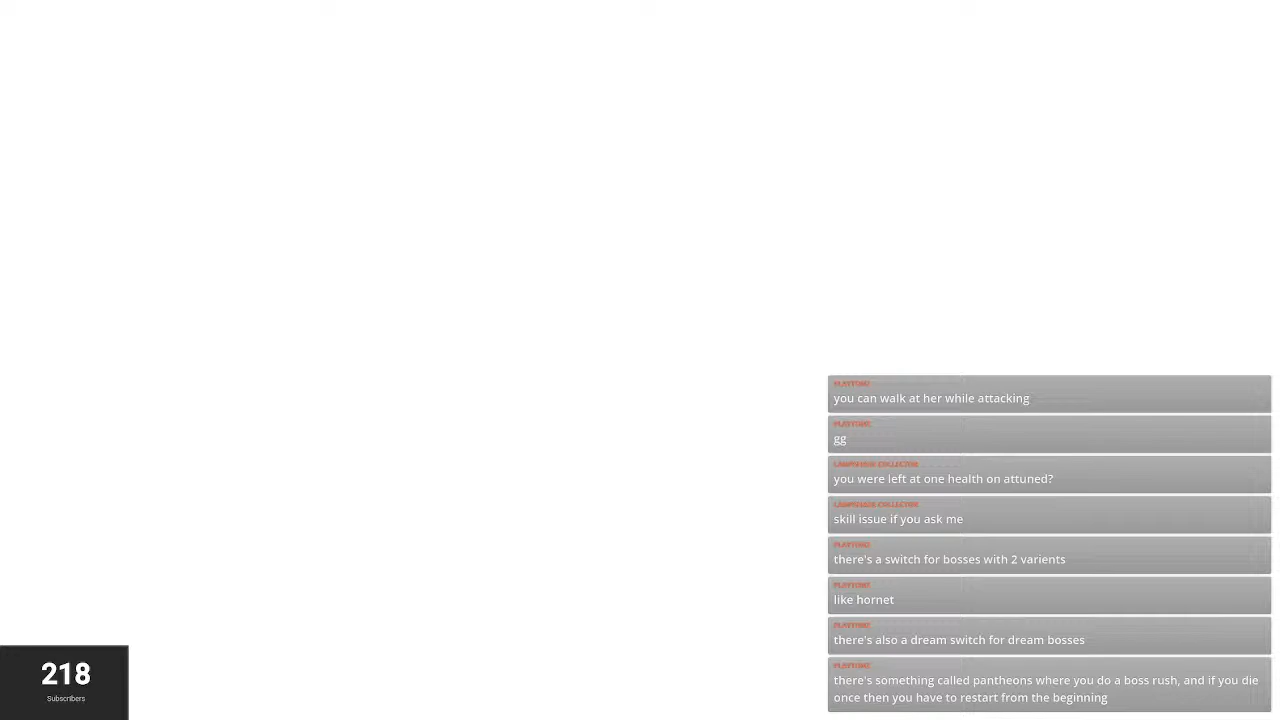 you can walk at her while attacking
gg
you were left at one health on attuned?
skill issue if you ask me
there's a switch for bosses with 2 varients
like hornet
there's also a dream switch for dream bosses
there's something called pantheons where you do a boss rush, and if you die
once then you have to restart from the beginning
218
Subscribers